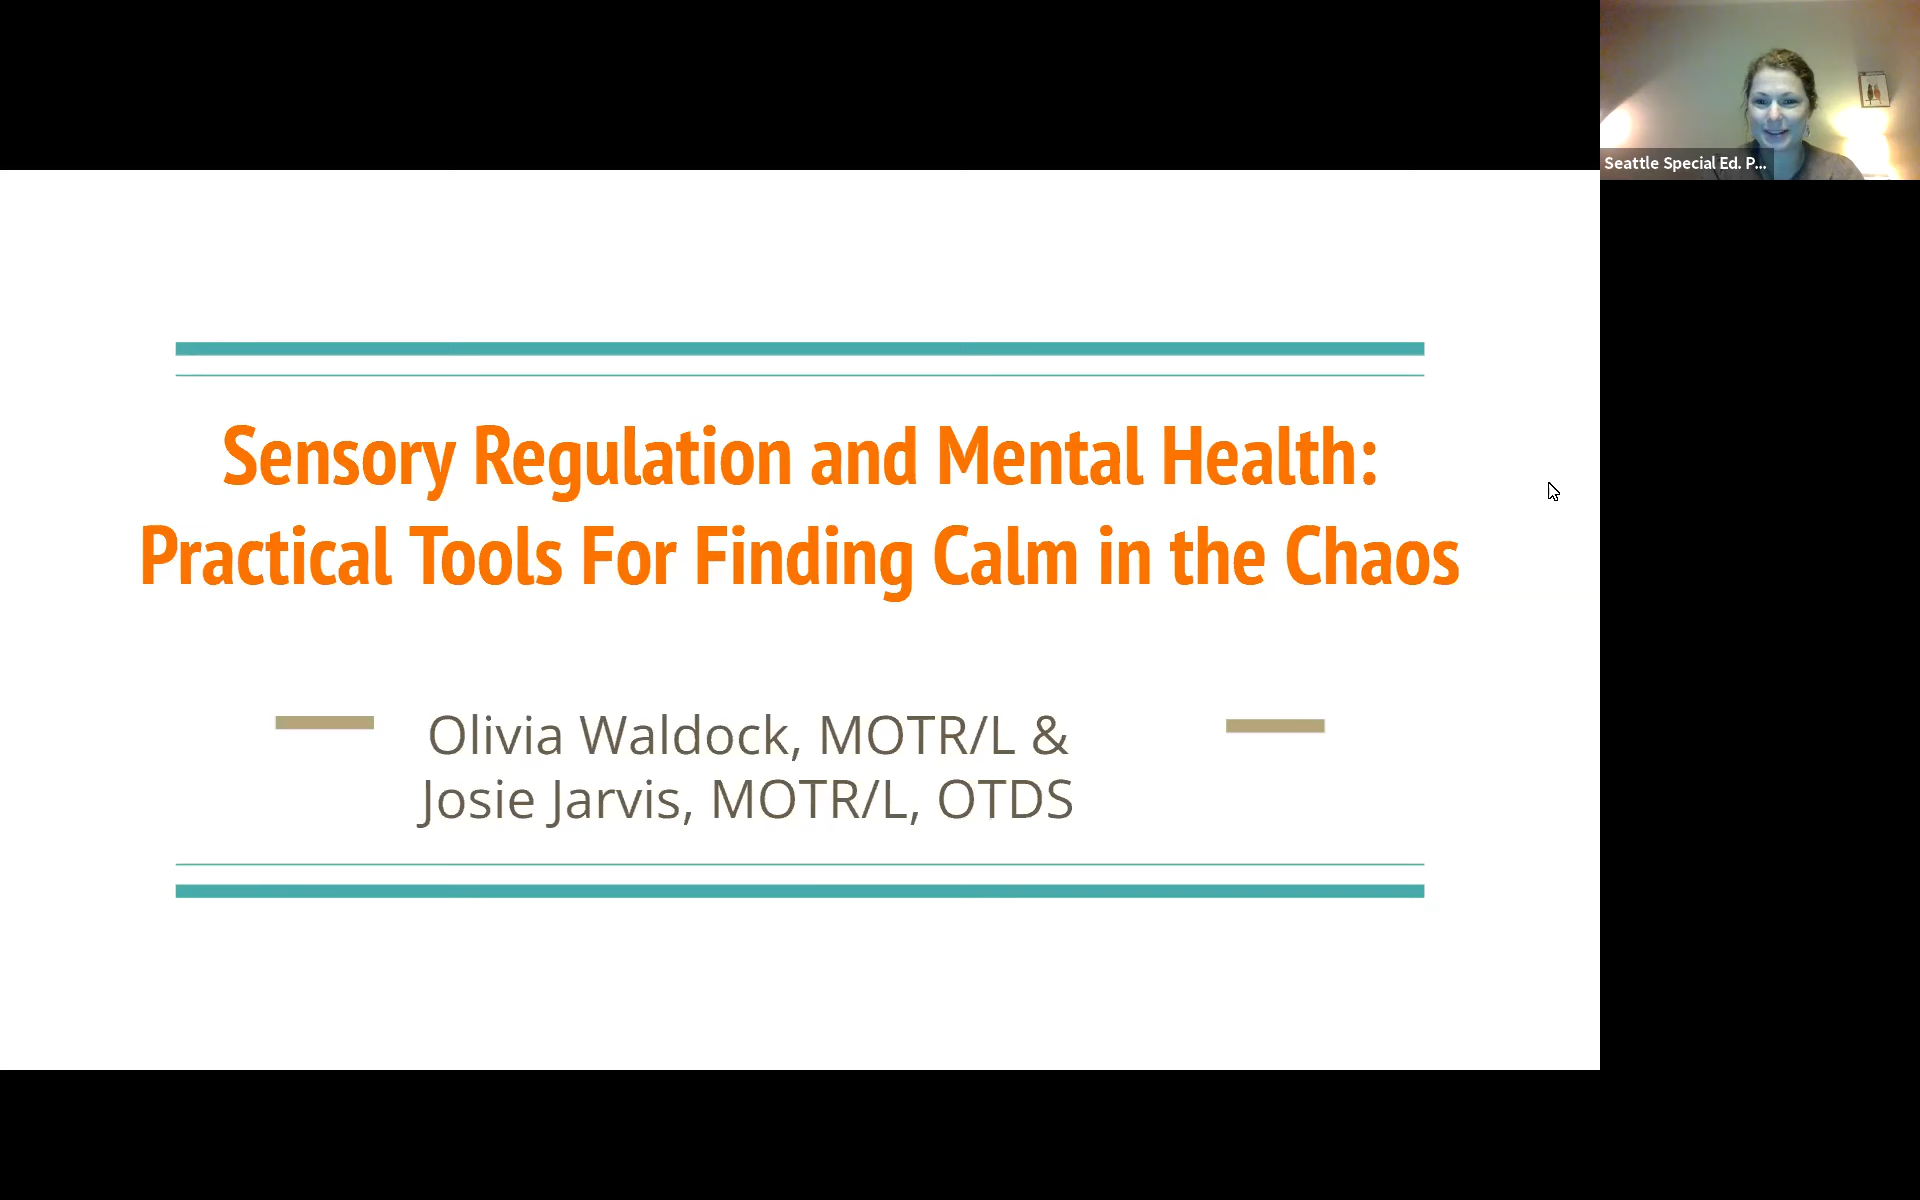 Seattle Special Ed. P...
Sensory Regulation and Mental Health:
Practical Tools For Finding Calm in the Chaos
Olivia Waldock, MOTR/L &
Josie Jarvis, MOTR/L, OTDS